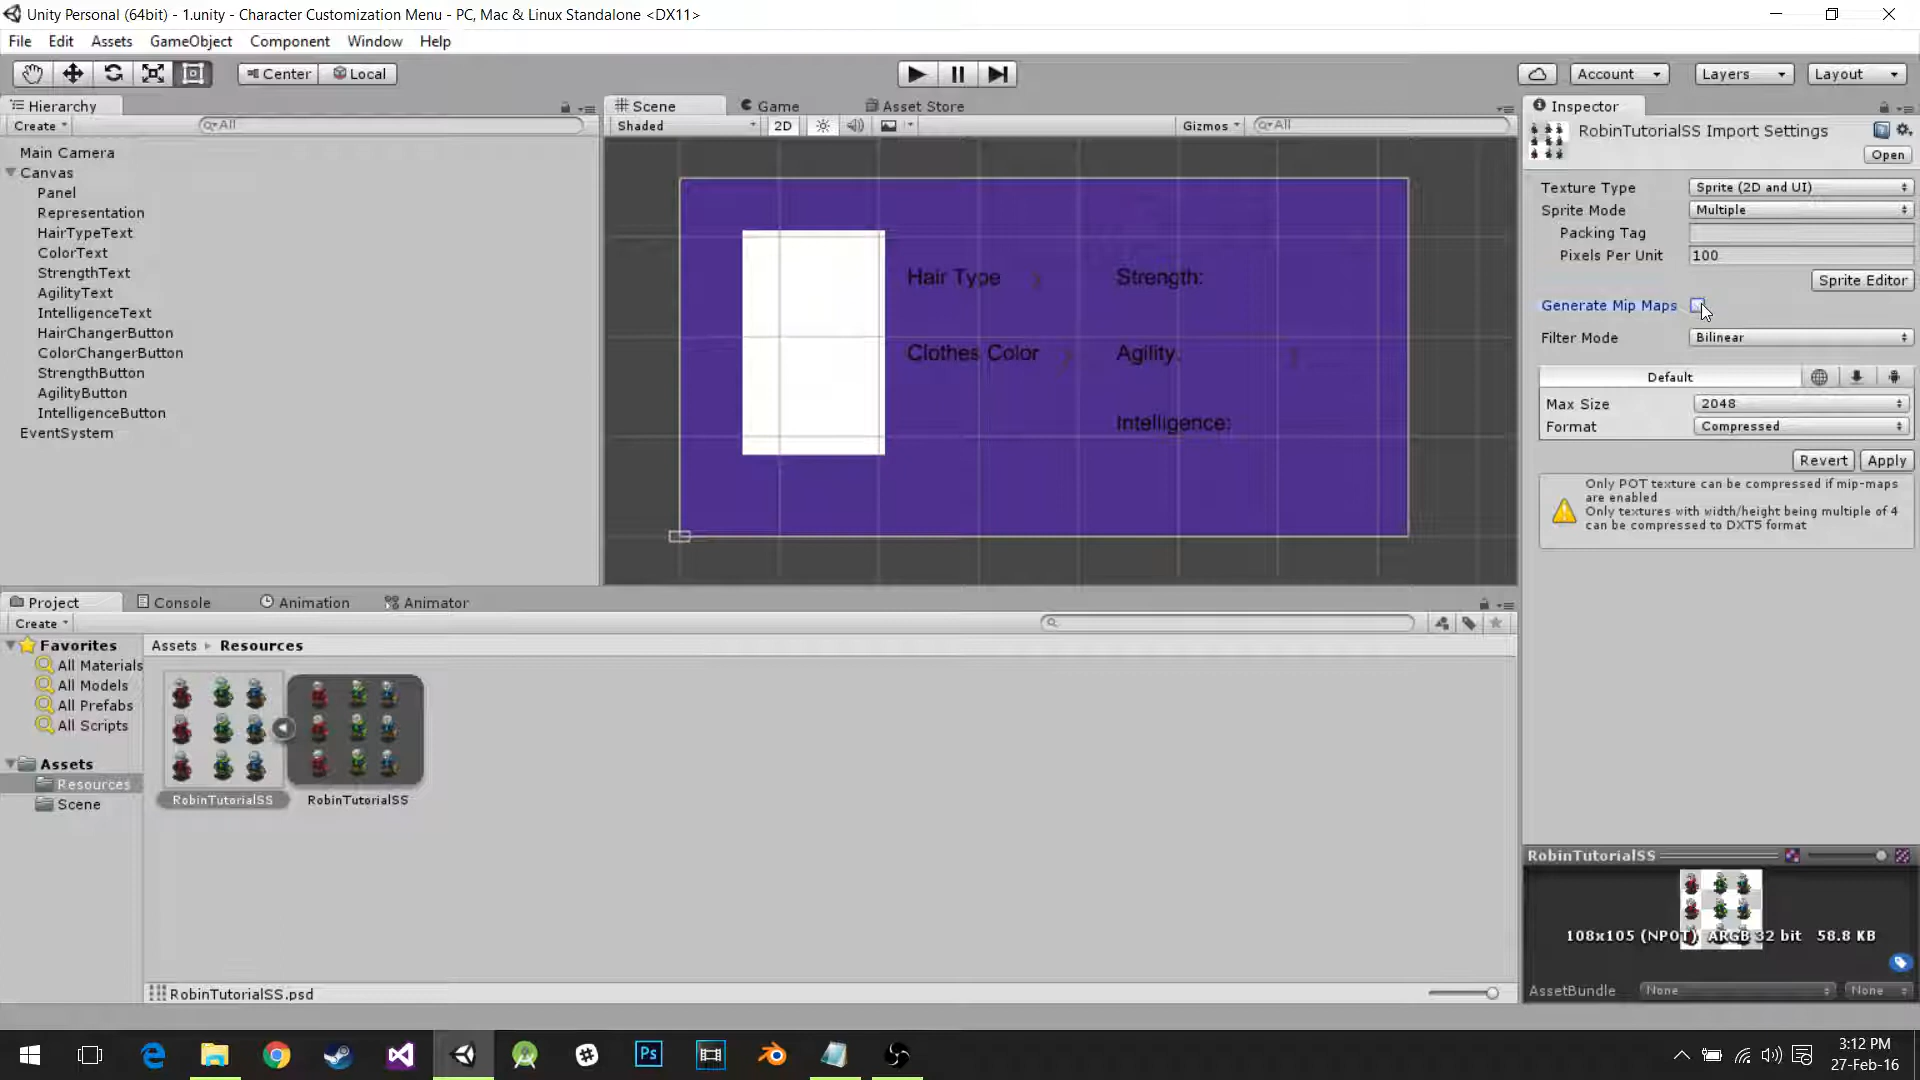 Unity Personal (64bit) - 1.unity - Character Customization Menu - PC, Mac & Linux Standalone <DX11>
File Edit Assets GameObject Component Window Help
Center Local
Account Layers Layout
Hierarchy
Create All
Main Camera
Canvas
Panel
Representation
HairTypeText
ColorText
StrengthText
AgilityText
IntelligenceText
HairChangerButton
ColorChangerButton
StrengthButton
AgilityButton
IntelligenceButton
EventSystem
Scene Game Asset Store
Shaded 2D Gizmos All
Hair Type Strength:
Clothes Color Agility:
Intelligence:
Inspector
RobinTutorialSS Import Settings
Open
Texture Type Sprite (2D and UI)
Sprite Mode Multiple
Packing Tag
Pixels Per Unit 100
Sprite Editor
Generate Mip Maps
Filter Mode Bilinear
Default
Max Size 2048
Format Compressed
Revert Apply
Only POT texture can be compressed if mip-maps
are enabled
Only textures with width/height being multiple of 4
can be compressed to DXT5 format
Project Console Animation Animator
Create
Favorites
All Materials
All Models
All Prefabs
All Scripts
Assets
Resources
Scene
Assets Resources
RobinTutorialSS RobinTutorialSS
RobinTutorialSS.psd
RobinTutorialSS
108x105 (NPOT) ARGB 32 bit 58.8 KB
AssetBundle None None
Ps
3:12 PM
27-Feb-16